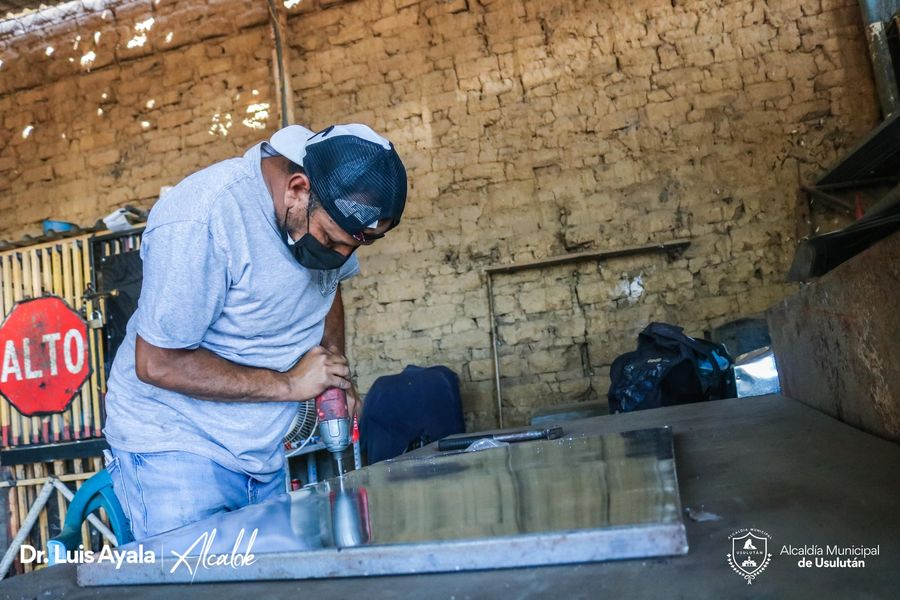 ALTO
Dr. Luis Ayala Alcalde
Alcaldía Municipal
de Usulután